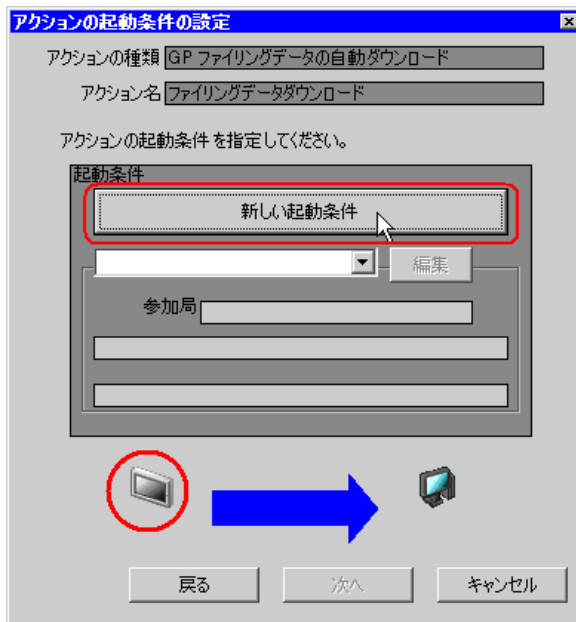 アクションの起動条件の設定
アクションの種類 GP ファイリングデータの自動ダウンロード
アクション名 ファイリングデータダウンロード
アクションの起動条件 を指定してください。
起動条件
新しい起動条件
編集
参加局
戻る 次へ キャンセル